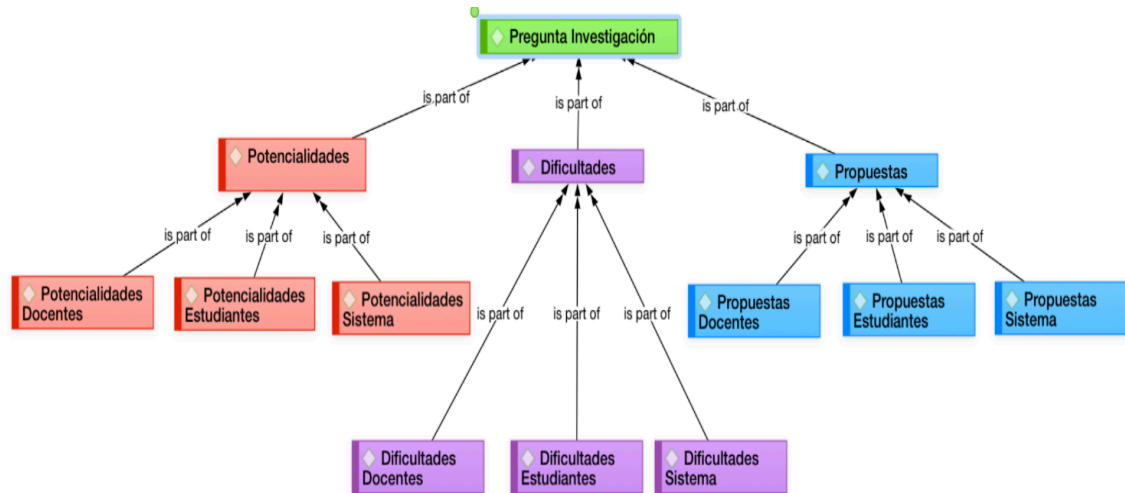 Pregunta Investigación
is part of
is part of
is part of
Potencialidades
Dificultades
Propuestas
is part of
is part of
is part of
is part of
is part of
is part of
Potencialidades
Docentes
Potencialidades
Estudiantes
Potencialidades
Sistema
Propuestas
Docentes
Propuestas
Estudiantes
Propuestas
Sistema
is part of
is part of
is part of
Dificultades
Docentes
Dificultades
Estudiantes
Dificultades
Sistema